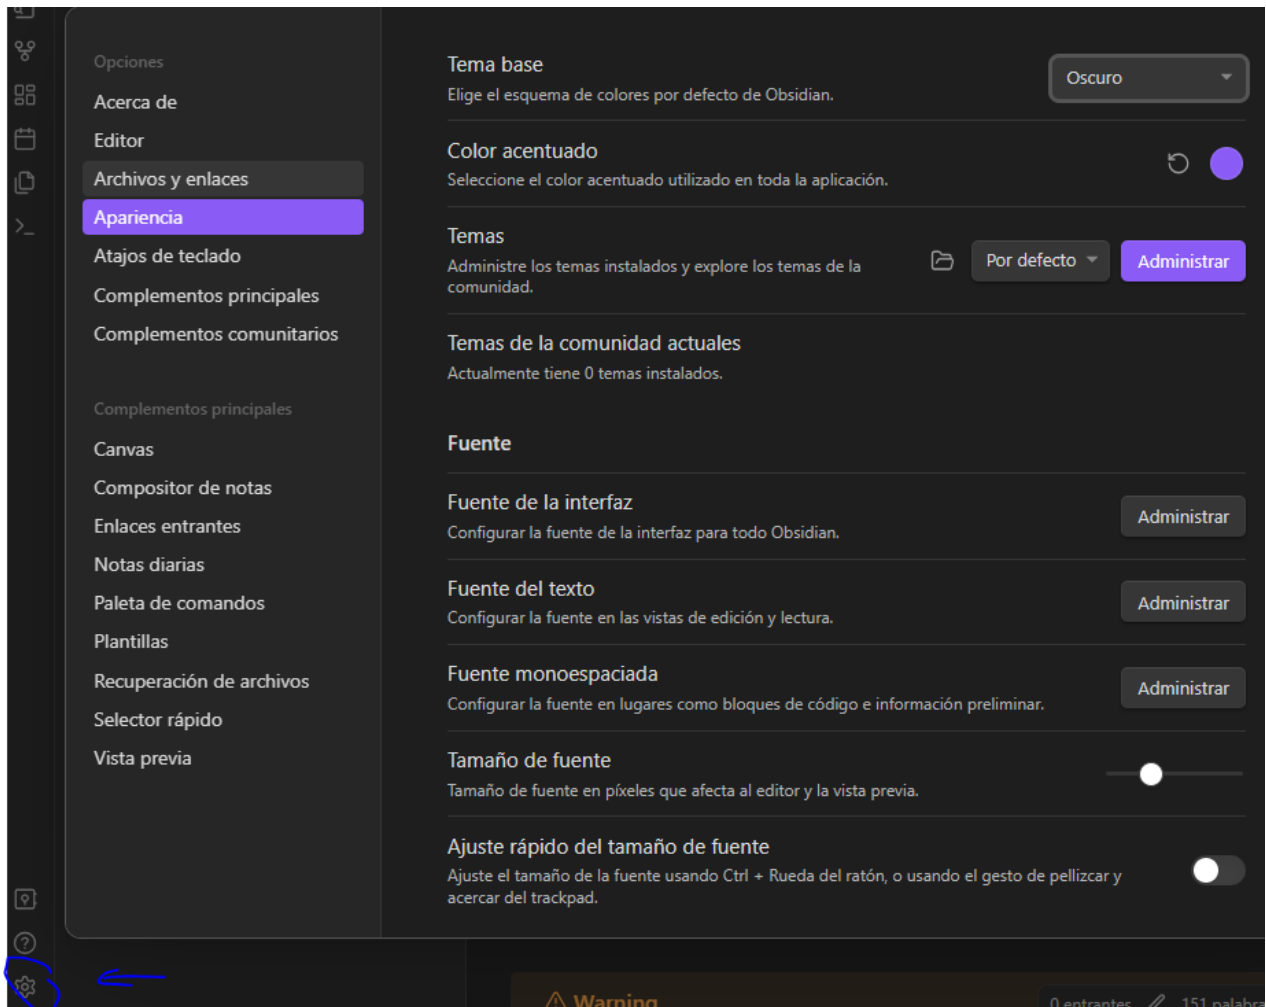 Opciones
Acerca de
Editor
Archivos y enlaces
Apariencia
Atajos de teclado
Complementos principales
Complementos comunitarios
Complementos principales
Canvas
Compositor de notas
Enlaces entrantes
Notas diarias
Paleta de comandos
Plantillas
Recuperación de archivos
Selector rápido
Vista previa
Tema base
Elige el esquema de colores por defecto de Obsidian.
Oscuro
Color acentuado
Seleccione el color acentuado utilizado en toda la aplicación.
Temas
Administre los temas instalados y explore los temas de la
comunidad.
Por defecto
Administrar
Temas de la comunidad actuales
Actualmente tiene 0 temas instalados.
Fuente
Fuente de la interfaz
Configurar la fuente de la interfaz para todo Obsidian.
Administrar
Fuente del texto
Configurar la fuente en las vistas de edición y lectura.
Administrar
Fuente monoespaciada
Configurar la fuente en lugares como bloques de código e información preliminar.
Administrar
Tamaño de fuente
Tamaño de fuente en píxeles que afecta al editor y la vista previa.
Ajuste rápido del tamaño de fuente
Ajuste el tamaño de la fuente usando Ctrl + Rueda del ratón, o usando el gesto de pellizcar y
acercar del trackpad.
Warning
0 entrantes 151 palabra